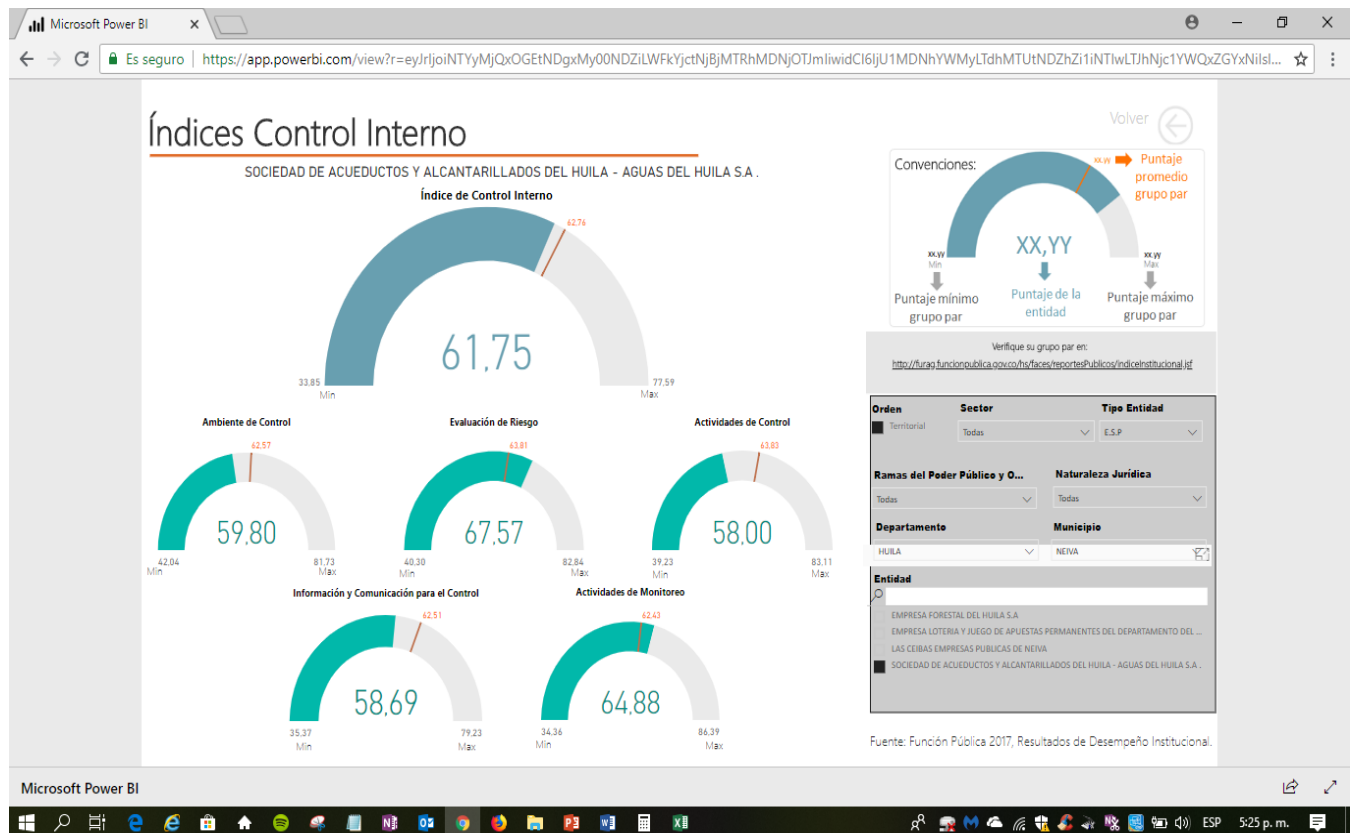 Microsoft Power BI
Es seguro
Índices Control Interno
SOCIEDAD DE ACUEDUCTOS Y ALCANTARILLADOS DEL HUILA - AGUAS DEL HUILA S.A .
Índice de Control Interno
62,76
61,75
33,85
Min
77,59
Max
Ambiente de Control
62,57
59,80
42,04
Min
81,73
Max
Evaluación de Riesgo
63,81
67,57
40,30
Min
82,84
Max
Actividades de Control
63,83
58,00
39,23
Min
83,11
Max
Información y Comunicación para el Control
62,51
58,69
35,37
Min
79,23
Max
Actividades de Monitoreo
62,43
64,88
34,36
Min
86,39
Max
Volver
Convenciones:
xx,yy
Puntaje
promedio
grupo par
XX,YY
xx,yy
Min
xx,yy
Max
Puntaje mínimo
grupo par
Puntaje de la
entidad
Puntaje máximo
grupo par
Verifique su grupo par en:
http://furag.funcionpublica.gov.co/hs/faces/reportesPublicos/indiceInstitucional.jsf
Orden
Territorial
Sector
Todas
Tipo Entidad
E.S.P
Ramas del Poder Público y O...
Todas
Naturaleza Jurídica
Todas
Departamento
HUILA
Municipio
NEIVA
Entidad
EMPRESA FORESTAL DEL HUILA S.A
EMPRESA LOTERIA Y JUEGO DE APUESTAS PERMANENTES DEL DEPARTAMENTO DEL ...
LAS CEIBAS EMPRESAS PUBLICAS DE NEIVA
SOCIEDAD DE ACUEDUCTOS Y ALCANTARILLADOS DEL HUILA - AGUAS DEL HUILA S.A .
Fuente: Función Pública 2017, Resultados de Desempeño Institucional.
Microsoft Power BI
ESP
5:25 p. m.